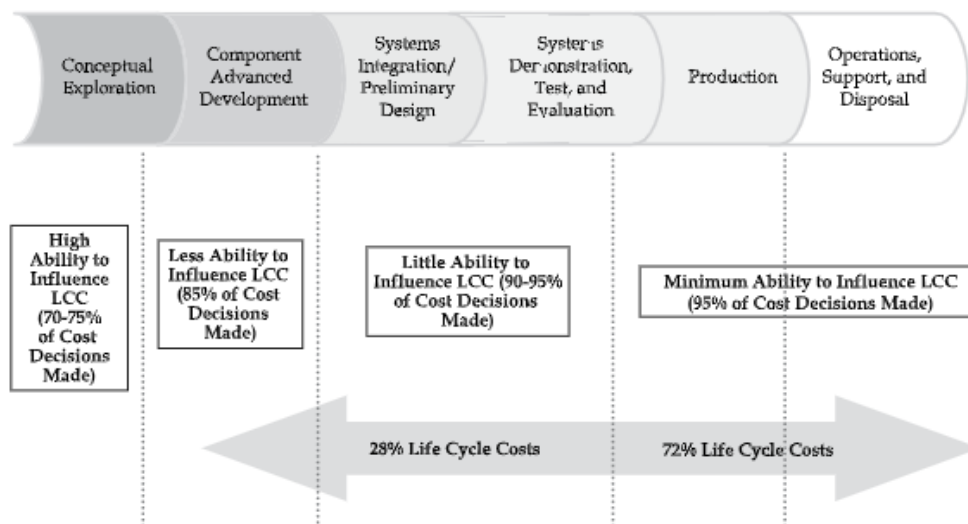 Conceptual
Exploration
Component
Advanced
Development
Systems
Integration/
Preliminary
Design
Systems
Demonstration,
Test, and
Evaluation
Production
Operations,
Support, and
Disposal
High
Ability to
Influence
LCC
(70-75%
of Cost
Decisions
Made)
Less Ability to
Influence LCC
(85% of Cost
Decisions
Made)
Little Ability to
Influence LCC (90-95%
of Cost Decisions
Made)
Minimum Ability to Influence LCC
(95% of Cost Decisions Made)
28% Life Cycle Costs
72% Life Cycle Costs